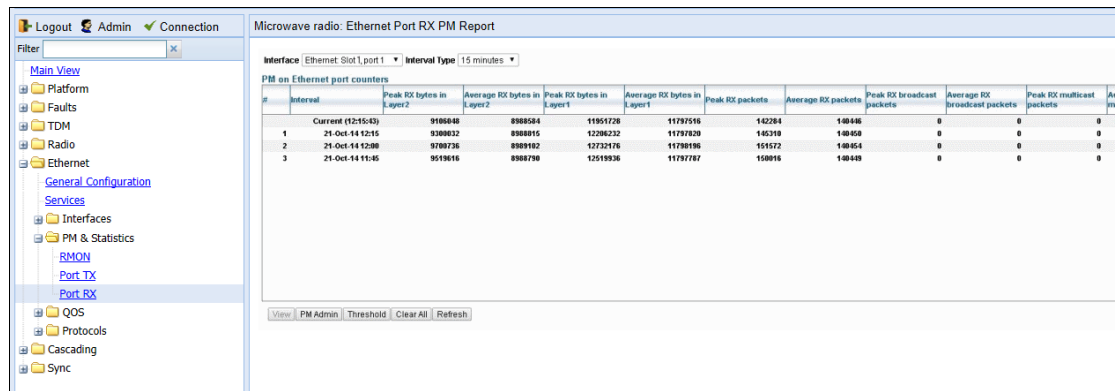 Logout Admin Connection
Filter
Main View
Platform
Faults
TDM
Radio
Ethernet
General Configuration
Services
Interfaces
PM & Statistics
RMON
Port TX
Port RX
QOS
Protocols
Cascading
Sync
Microwave radio: Ethernet Port RX PM Report
Interface Ethernet: Slot 1, port 1 Interval Type 15 minutes
PM on Ethernet port counters
# Interval Peak RX bytes in Layer2 Average RX bytes in Layer2 Peak RX bytes in Layer1 Average RX bytes in Layer1 Peak RX packets Average RX packets Peak RX broadcast packets Average RX broadcast packets Peak RX multicast packets
Current (12:15:43) 9106048 8988584 11951728 11797516 142284 140446 0 0 0
1 21-Oct-14 12:15 9300032 8988815 12206232 11797820 145310 140450 0 0 0
2 21-Oct-14 12:00 9700736 8989102 12732176 11798196 151572 140454 0 0 0
3 21-Oct-14 11:45 9519616 8988790 12519936 11797787 150016 140449 0 0 0
View PM Admin Threshold Clear All Refresh